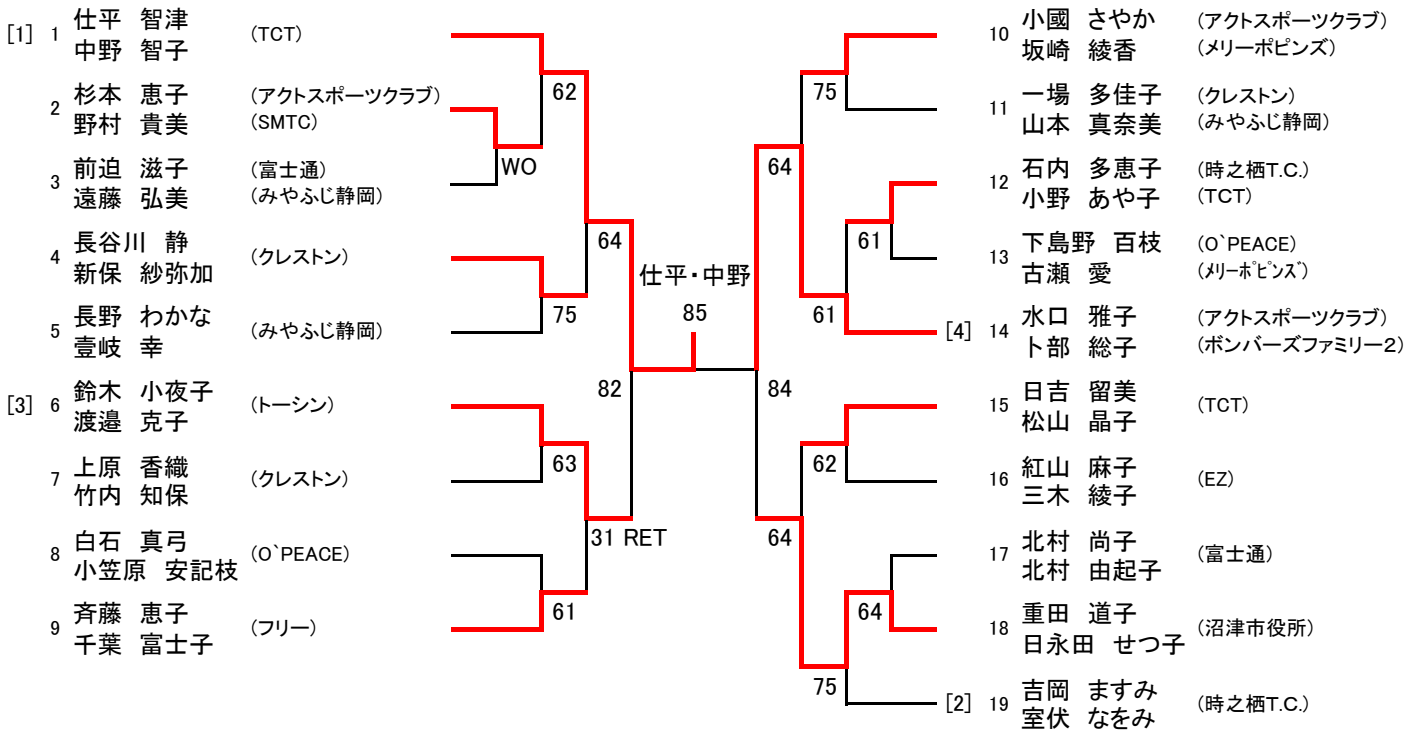 [1] 1 仕平 智津 (TCT)
中野 智子
2 杉本 恵子 (アクトスポーツクラブ)
野村 貴美 (SMTC)
3 前迫 滋子 (富士通)
遠藤 弘美 (みやふじ静岡)
4 長谷川 静 (クレストン)
新保 紗弥加
5 長野 わかな (みやふじ静岡)
壹岐 幸
[3] 6 鈴木 小夜子 (トーシン)
渡邉 克子
7 上原 香織 (クレストン)
竹内 知保
8 白石 真弓 (O`PEACE)
小笠原 安記枝
9 斉藤 恵子 (フリー)
千葉 富士子
62
WO
64
75
82
63
31 RET
61
仕平・中野
85
75
64
61
61
84
62
64
64
75
10 小國 さやか (アクトスポーツクラブ)
坂崎 綾香 (メリーポピンズ)
11 一場 多佳子 (クレストン)
山本 真奈美 (みやふじ静岡)
12 石内 多恵子 (時之栖T.C.)
小野 あや子 (TCT)
13 下島野 百枝 (O`PEACE)
古瀬 愛 (ﾒﾘｰﾎﾟﾋﾟﾝｽﾞ)
[4] 14 水口 雅子 (アクトスポーツクラブ)
卜部 総子 (ボンバーズファミリー2)
15 日吉 留美 (TCT)
松山 晶子
16 紅山 麻子 (EZ)
三木 綾子
17 北村 尚子 (富士通)
北村 由起子
18 重田 道子 (沼津市役所)
日永田 せつ子
[2] 19 吉岡 ますみ (時之栖T.C.)
室伏 なをみ